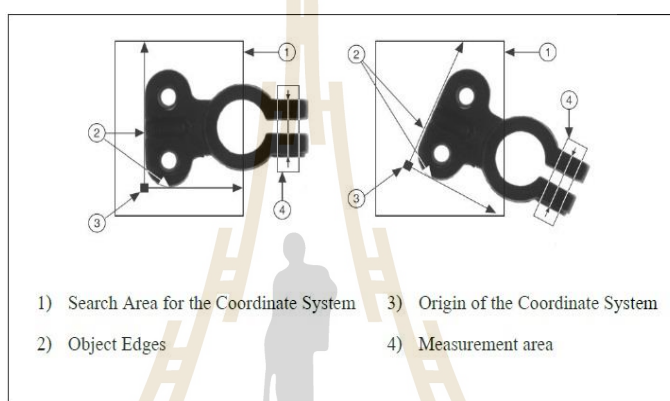 1
2
3
4
2
1
4
3
1) Search Area for the Coordinate System
2) Object Edges
3) Origin of the Coordinate System
4) Measurement area